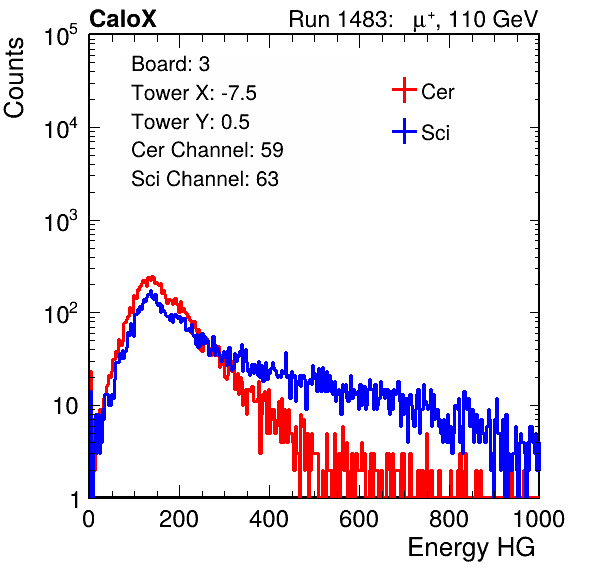 CaloX Run 1483: μ⁺, 110 GeV
Counts
Board: 3
Tower X: -7.5
Tower Y: 0.5
Cer Channel: 59
Sci Channel: 63
Cer
Sci
10⁵
10⁴
10³
10²
10
1
0 200 400 600 800 1000
Energy HG